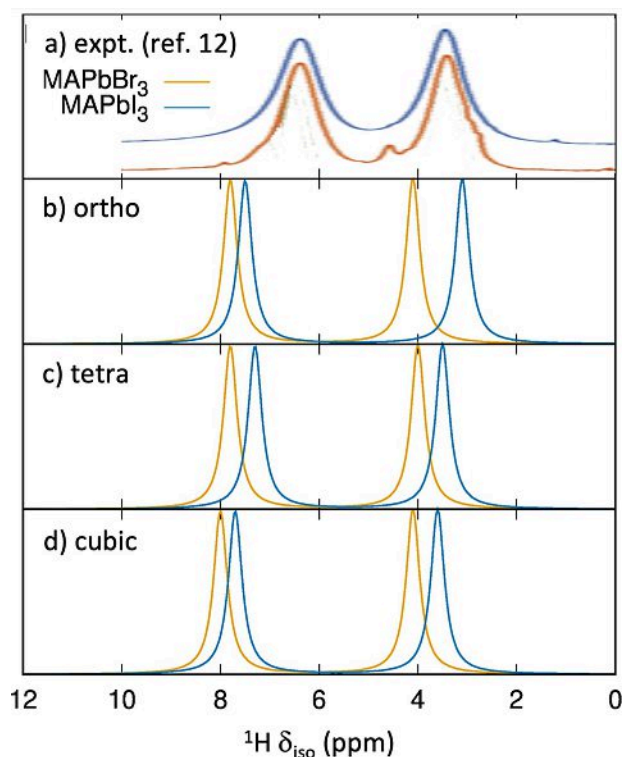 a) expt. (ref. 12)
MAPbBr₃
MAPbI₃
b) ortho
c) tetra
d) cubic
12 10 8 6 4 2 0
¹H δiso (ppm)